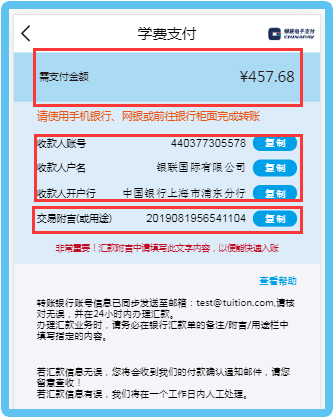 学费支付
银联电子支付
CHINAPAY
需支付金额 ¥457.68
请使用手机银行、网银或前往银行柜面完成转账
收款人账号 440377305578 复制
收款人户名 银联国际有限公司 复制
收款人开户行 中国银行上海市浦东分行 复制
交易附言(或用途) 2019081956541104 复制
非常重要！汇款附言中请填写此文字内容，以便能快速入账
查看帮助
转账银行账号信息已同步发送至邮箱：test@tuition.com,请核
对无误，并在24小时内办理汇款。
办理汇款业务时，请务必在银行汇款单的备注/附言/用途栏中
填写指定的内容。
若汇款信息无误，您将会收到我们的付款确认通知邮件，请您
留意查收！
若汇款信息有误，我们将在一个工作日内人工处理。